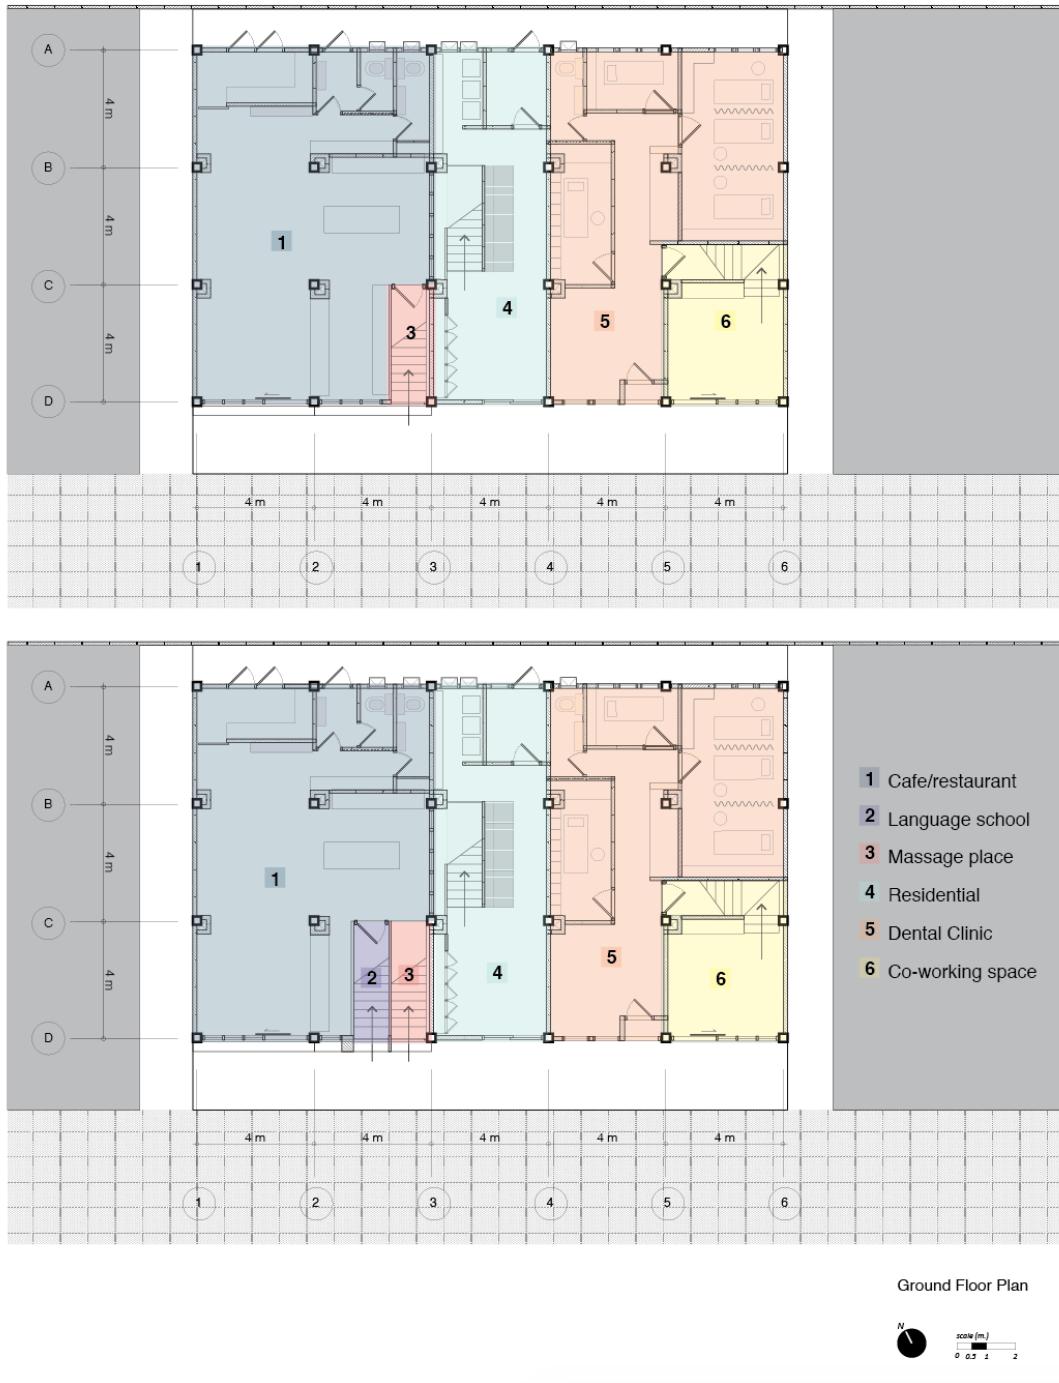 A
4 m
B
4 m
C
4 m
D
1
3
4
5
6
4 m 4 m 4 m 4 m 4 m
1 2 3 4 5 6
A
4 m
B
4 m
C
4 m
D
1
2
3
4
5
6
4 m 4 m 4 m 4 m 4 m
1 2 3 4 5 6
1 Cafe/restaurant
2 Language school
3 Massage place
4 Residential
5 Dental Clinic
6 Co-working space
Ground Floor Plan
N
scale (m.)
0 0.5 1 2